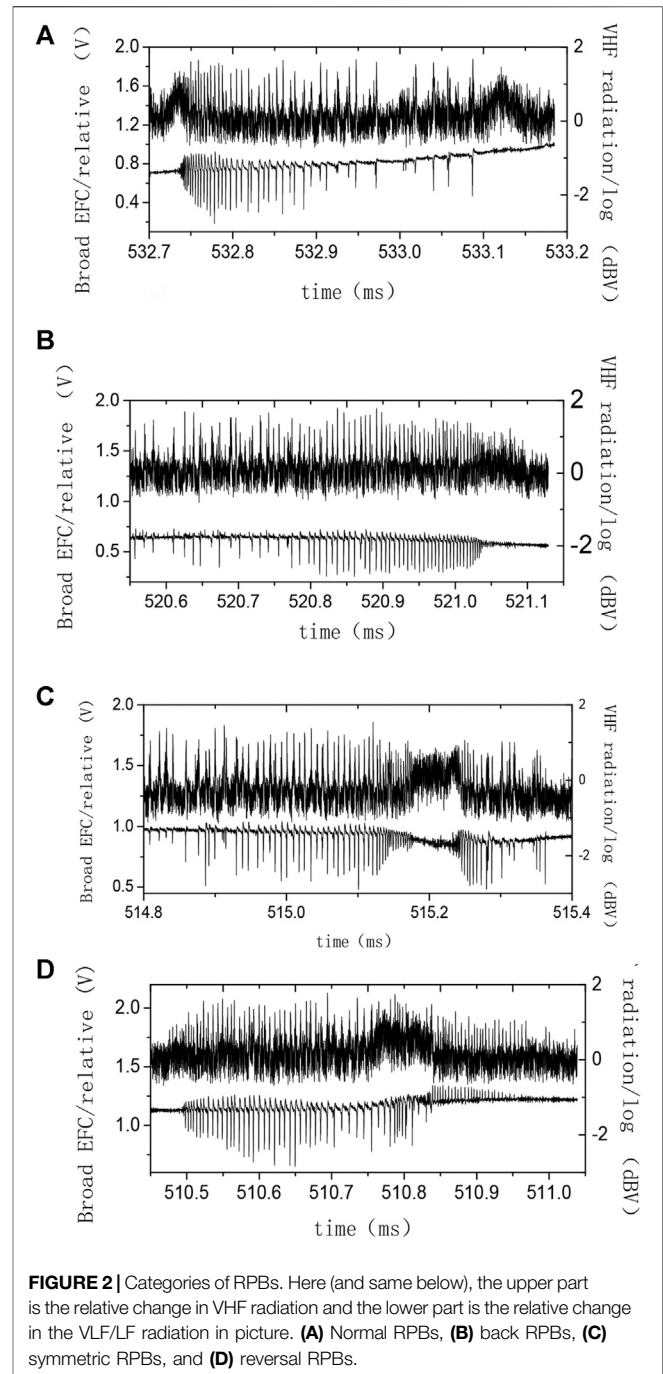 A
Broad EFC/relative (V)
2.0
1.6
1.2
0.8
0.4
2
0
-2
VHF radiation/log (dBV)
532.7 532.8 532.9 533.0 533.1 533.2
time (ms)
B
Broad EFC/relative (V)
2.0
1.5
1.0
0.5
2
0
-2
VHF radiation/log (dBV)
520.6 520.7 520.8 520.9 521.0 521.1
time (ms)
C
Broad EFC/relative (V)
2.0
1.5
1.0
0.5
2
0
-2
VHF radiation/log (dBV)
514.8 515.0 515.2 515.4
time (ms)
D
Broad EFC/relative (V)
2.0
1.5
1.0
2
0
-2
radiation/log (dBV)
510.5 510.6 510.7 510.8 510.9 511.0
time (ms)
FIGURE 2 | Categories of RPBs. Here (and same below), the upper part
is the relative change in VHF radiation and the lower part is the relative change
in the VLF/LF radiation in picture. (A) Normal RPBs, (B) back RPBs, (C)
symmetric RPBs, and (D) reversal RPBs.